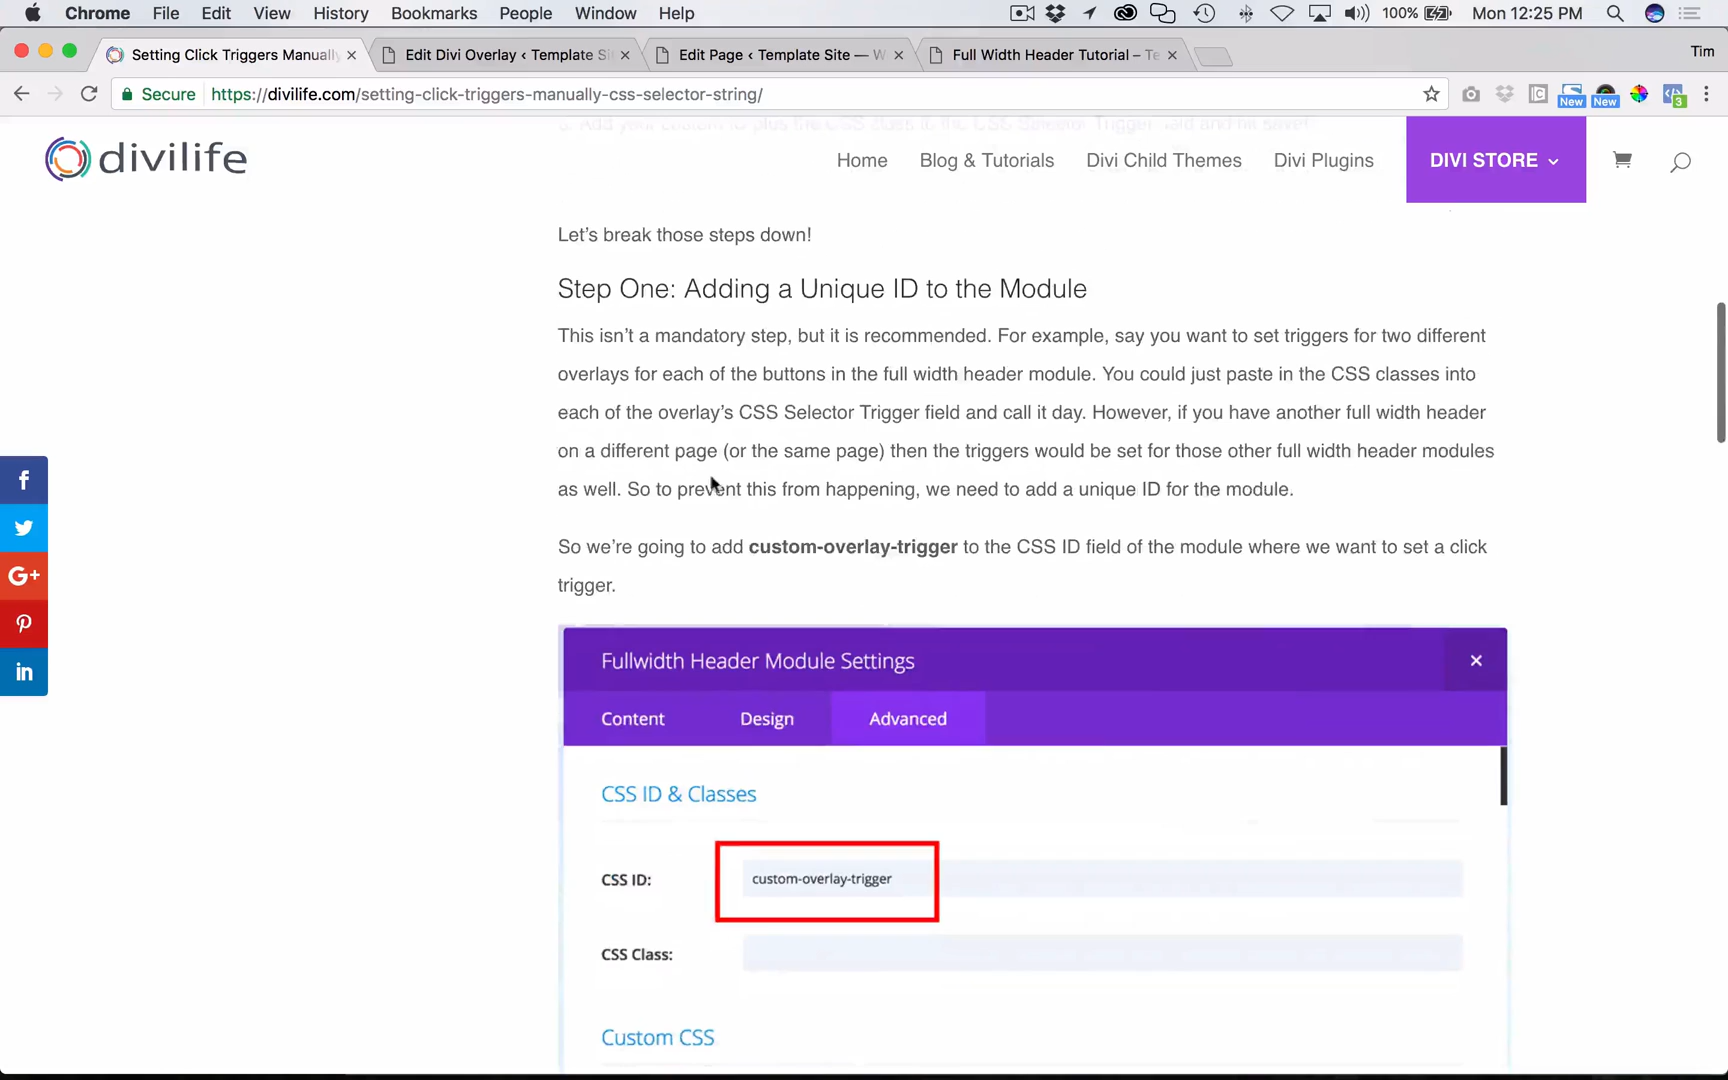 Chrome File Edit View History Bookmarks People Window Help 100% Mon 12:25 PM
Setting Click Triggers Manually Edit Divi Overlay ‹ Template Si Edit Page ‹ Template Site — W Full Width Header Tutorial – Te Tim
Secure https://divilife.com/setting-click-triggers-manually-css-selector-string/ New New 3
divilife Home Blog & Tutorials Divi Child Themes Divi Plugins DIVI STORE
Let's break those steps down!
Step One: Adding a Unique ID to the Module
This isn't a mandatory step, but it is recommended. For example, say you want to set triggers for two different
overlays for each of the buttons in the full width header module. You could just paste in the CSS classes into
each of the overlay's CSS Selector Trigger field and call it day. However, if you have another full width header
on a different page (or the same page) then the triggers would be set for those other full width header modules
as well. So to prevent this from happening, we need to add a unique ID for the module.
So we're going to add custom-overlay-trigger to the CSS ID field of the module where we want to set a click
trigger.
Fullwidth Header Module Settings
Content Design Advanced
CSS ID & Classes
CSS ID: custom-overlay-trigger
CSS Class:
Custom CSS